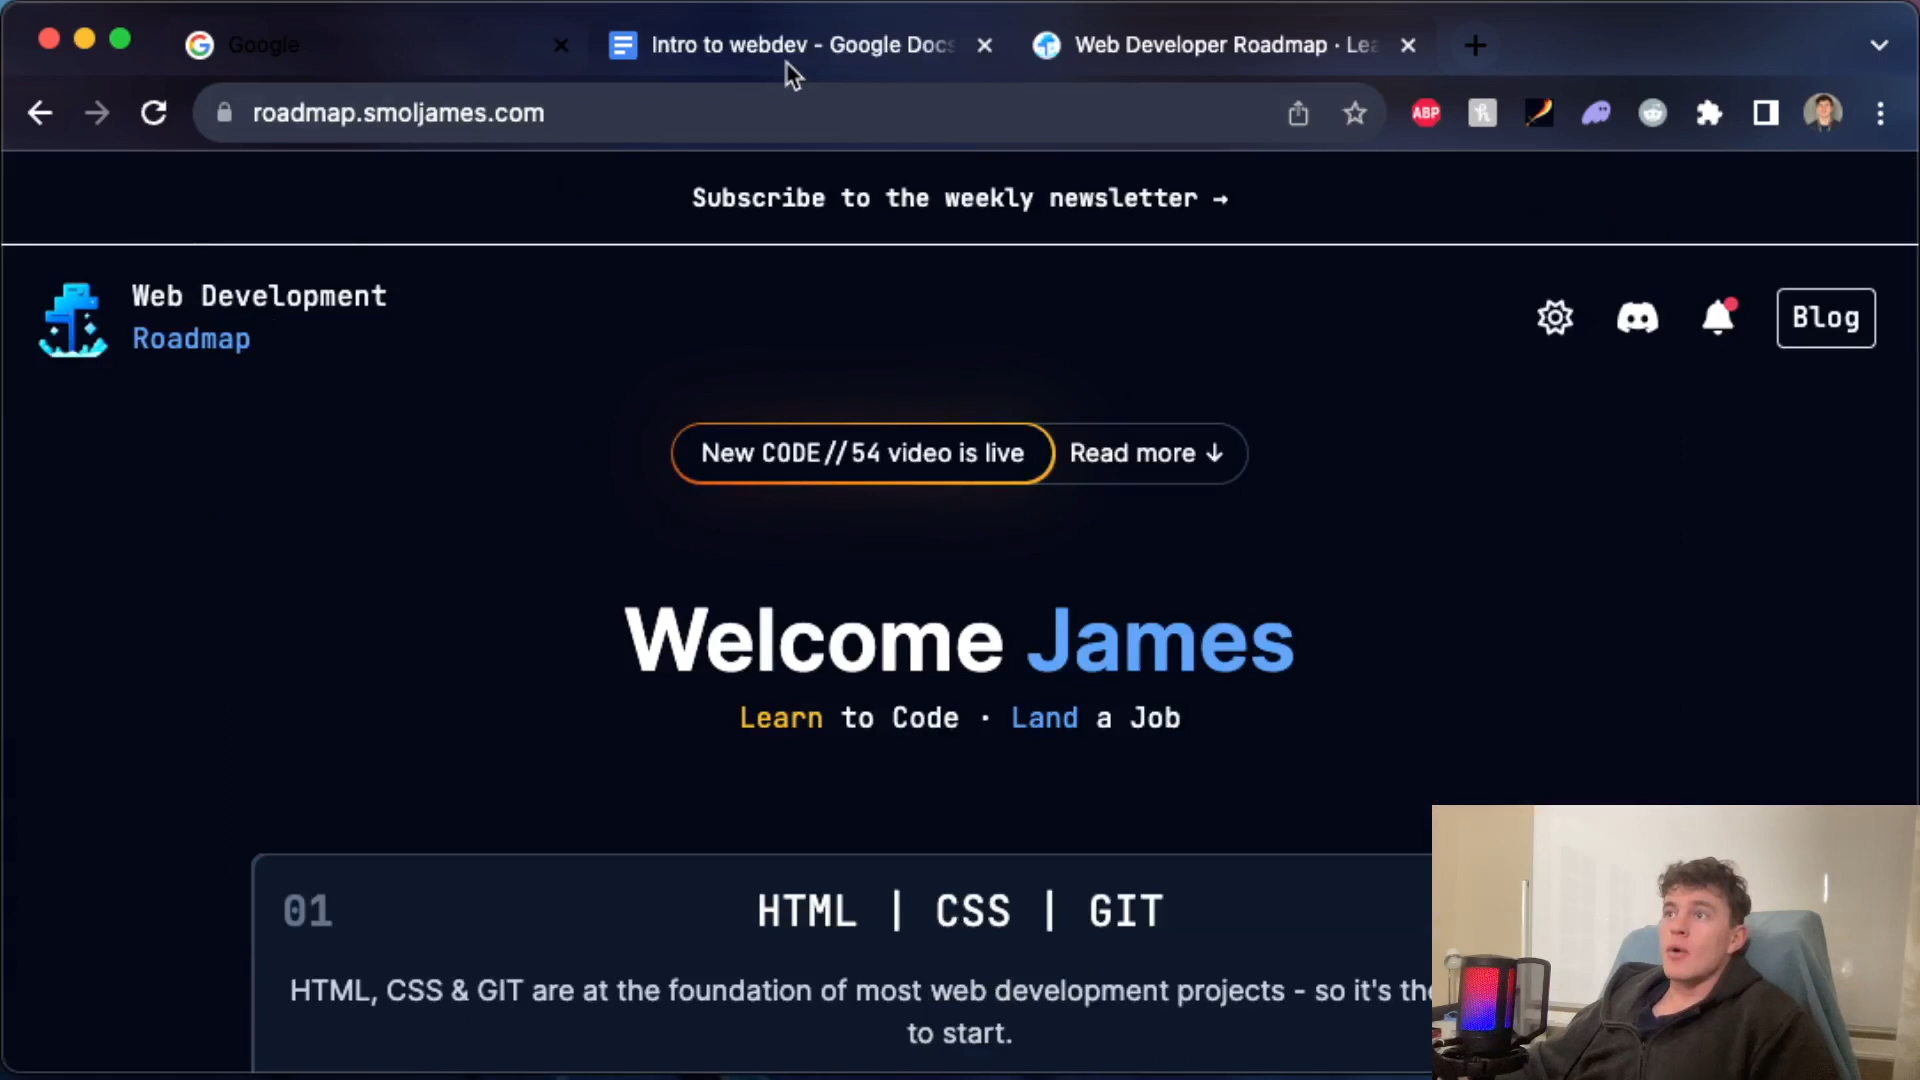 Google
Intro to webdev - Google Docs
Web Developer Roadmap · Lea
roadmap.smoljames.com
ABP
Subscribe to the weekly newsletter →
Web Development
Roadmap
Blog
New CODE//54 video is live
Read more ↓
Welcome James
Learn to Code · Land a Job
01
HTML | CSS | GIT
HTML, CSS & GIT are at the foundation of most web development projects - so it's the
to start.